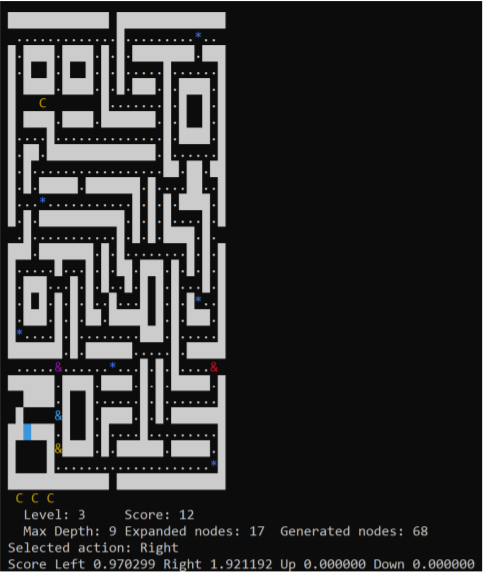 C
C C C
Level: 3 Score: 12
Max Depth: 9 Expanded nodes: 17 Generated nodes: 68
Selected action: Right
Score Left 0.970299 Right 1.921192 Up 0.000000 Down 0.000000